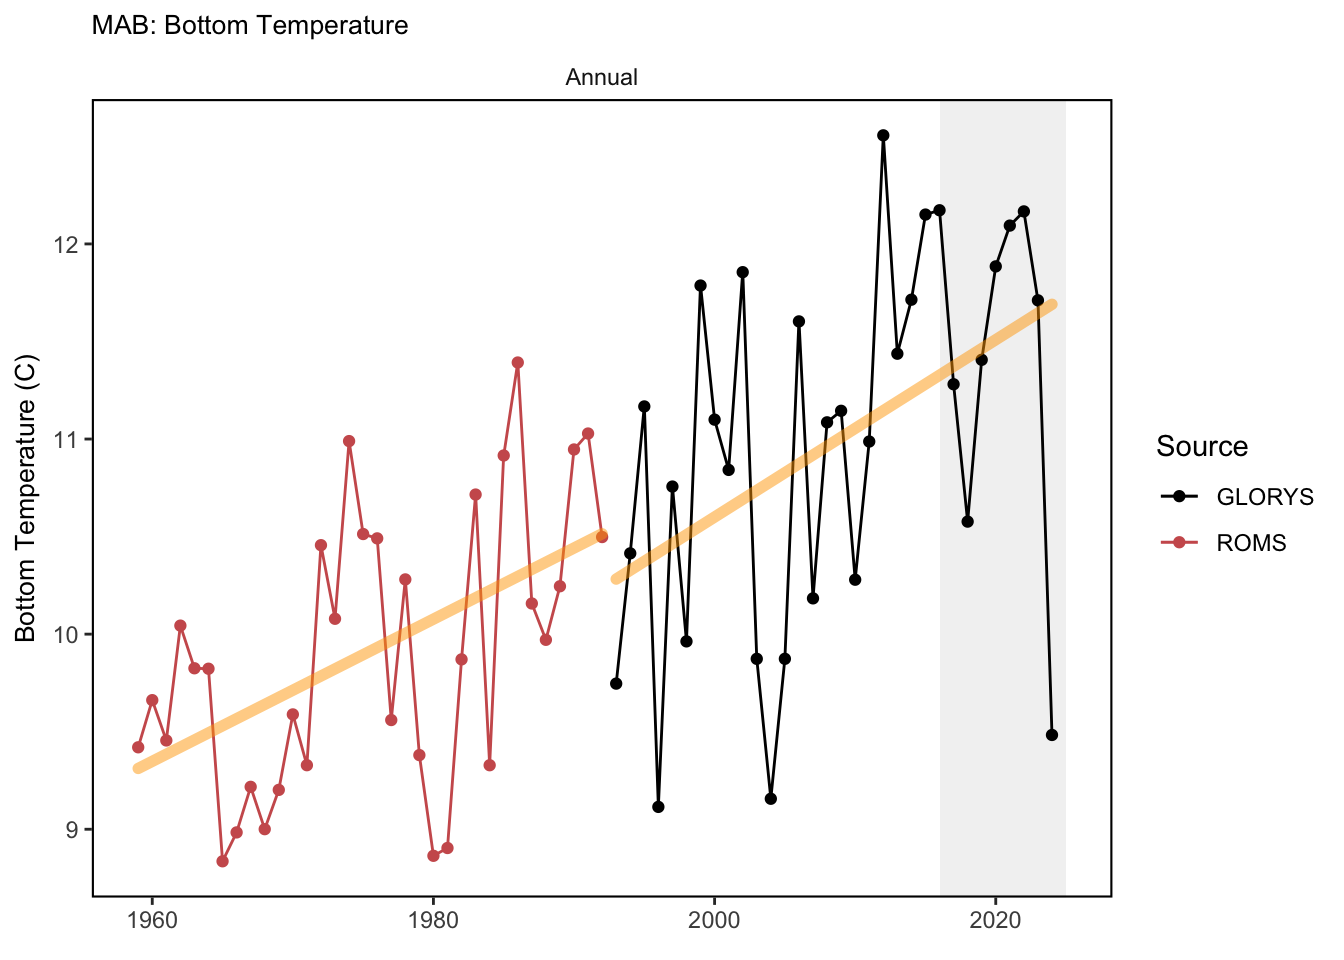 MAB: Bottom Temperature
Annual
Bottom Temperature (C)
12
11
10
9
1960 1980 2000 2020
Source
GLORYS
ROMS